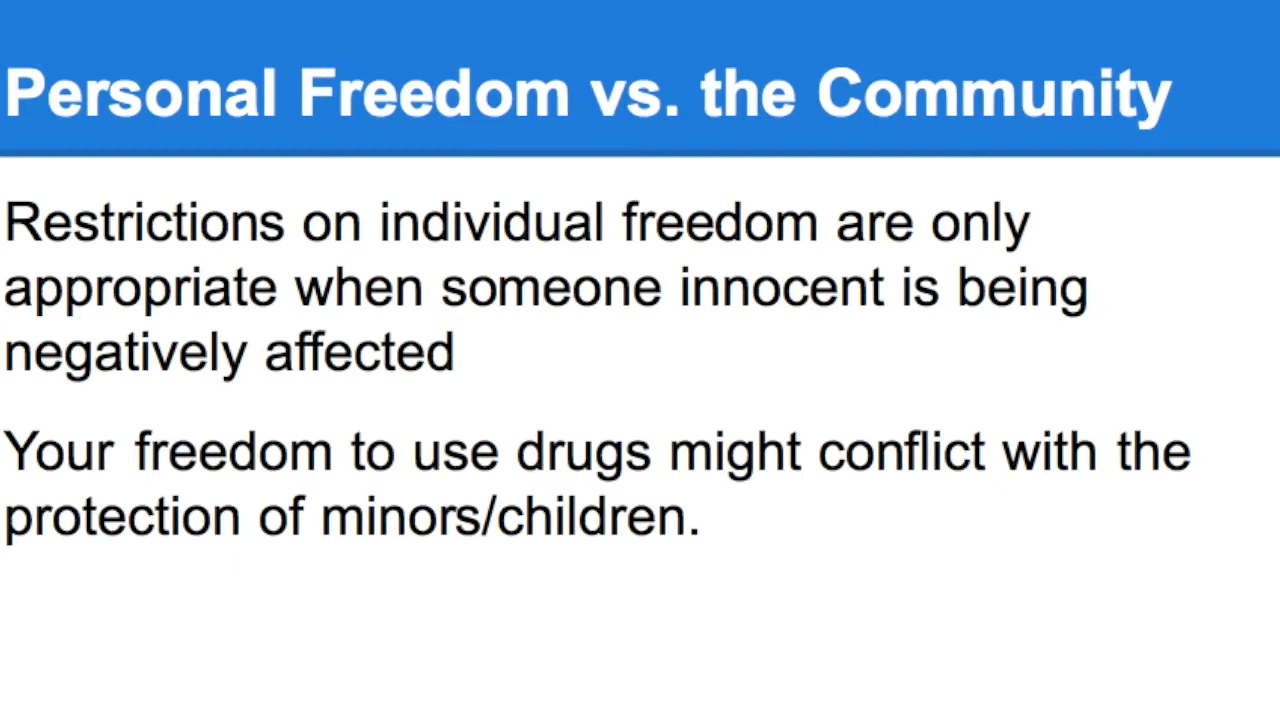 Personal Freedom vs. the Community
Restrictions on individual freedom are only
appropriate when someone innocent is being
negatively affected
Your freedom to use drugs might conflict with the
protection of minors/children.